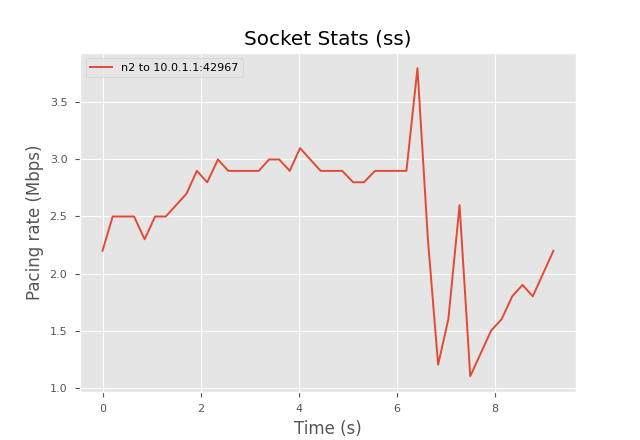 Socket Stats (ss)
n2 to 10.0.1.1:42967
Pacing rate (Mbps)
3.5
3.0
2.5
2.0
1.5
1.0
0 2 4 6 8
Time (s)